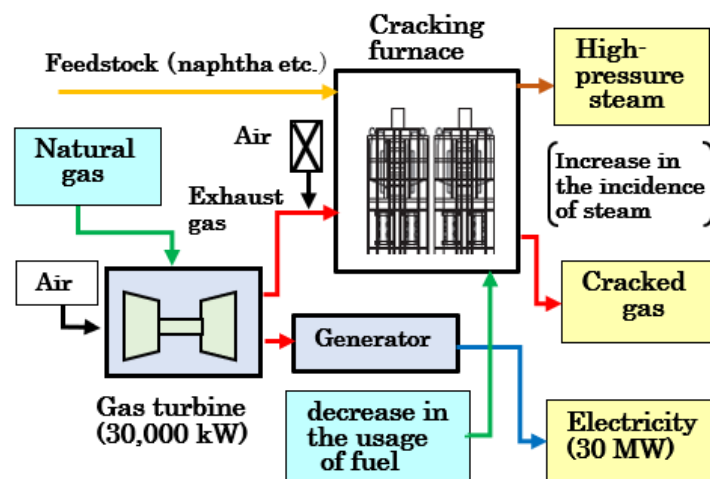 Cracking
furnace
High-
pressure
steam
Feedstock (naphtha etc.)
Air
Natural
gas
Increase in
the incidence
of steam
Exhaust
gas
Air
Cracked
gas
Generator
Gas turbine
(30,000 kW)
decrease in
the usage
of fuel
Electricity
(30 MW)